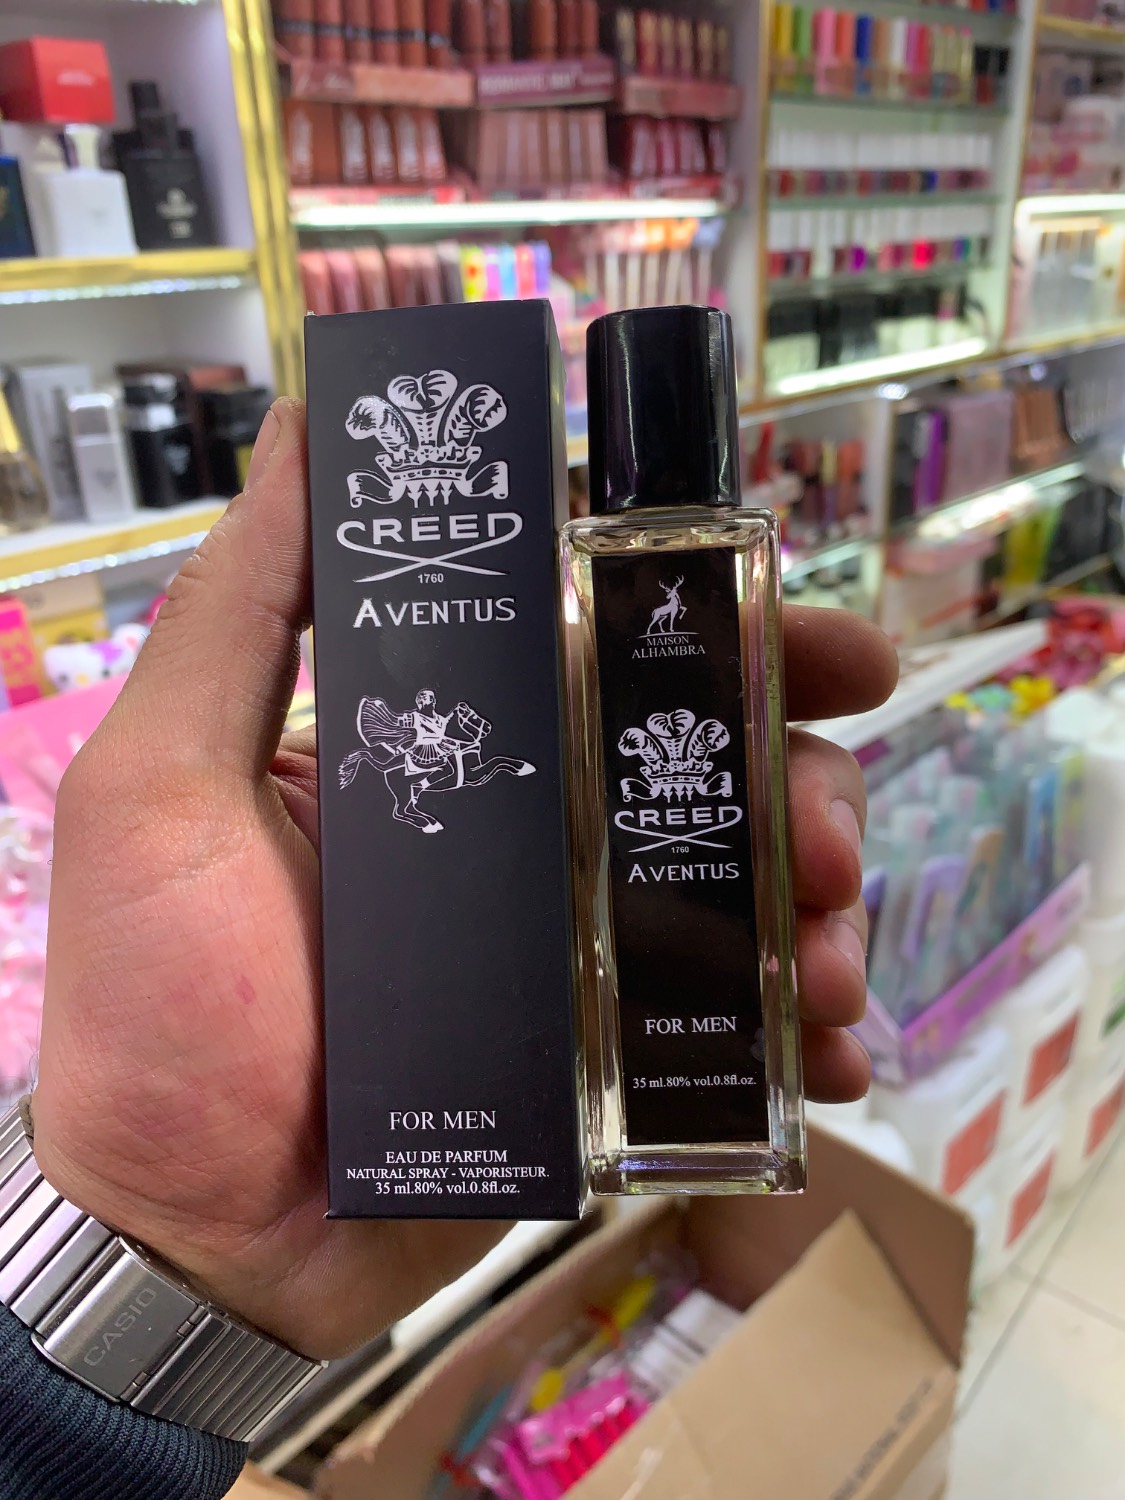 CREED
1760
AVENTUS
FOR MEN
EAU DE PARFUM
NATURAL SPRAY - VAPORISTEUR.
35 ml.80% vol.0.8fl.oz.
MAISON
ALHAMBRA
CREED
1760
AVENTUS
FOR MEN
35 ml.80% vol.0.8fl.oz.
CASIO